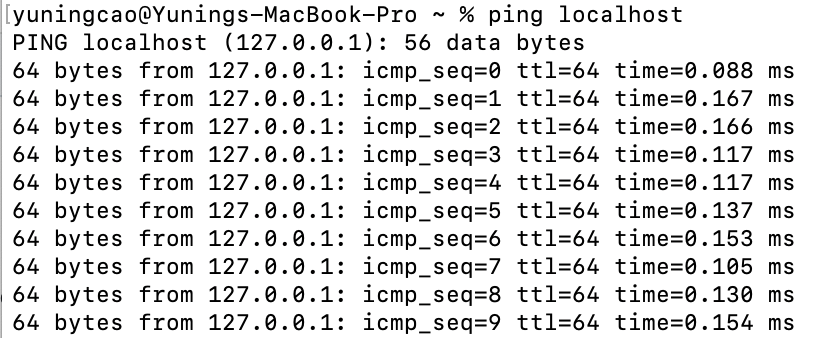 [yuningcao@Yunings-MacBook-Pro ~ % ping localhost
PING localhost (127.0.0.1): 56 data bytes
64 bytes from 127.0.0.1: icmp_seq=0 ttl=64 time=0.088 ms
64 bytes from 127.0.0.1: icmp_seq=1 ttl=64 time=0.167 ms
64 bytes from 127.0.0.1: icmp_seq=2 ttl=64 time=0.166 ms
64 bytes from 127.0.0.1: icmp_seq=3 ttl=64 time=0.117 ms
64 bytes from 127.0.0.1: icmp_seq=4 ttl=64 time=0.117 ms
64 bytes from 127.0.0.1: icmp_seq=5 ttl=64 time=0.137 ms
64 bytes from 127.0.0.1: icmp_seq=6 ttl=64 time=0.153 ms
64 bytes from 127.0.0.1: icmp_seq=7 ttl=64 time=0.105 ms
64 bytes from 127.0.0.1: icmp_seq=8 ttl=64 time=0.130 ms
64 bytes from 127.0.0.1: icmp_seq=9 ttl=64 time=0.154 ms